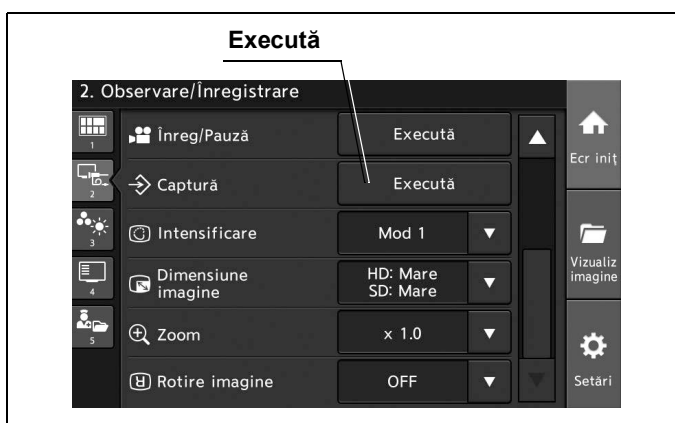 Execută
2. Observare/Înregistrare
1
Înreg/Pauză
Execută
Ecr iniț
2
Captură
Execută
3
Intensificare
Mod 1
Vizualiz
imagine
4
Dimensiune
imagine
HD: Mare
SD: Mare
5
Zoom
x 1.0
Rotire imagine
OFF
Setări